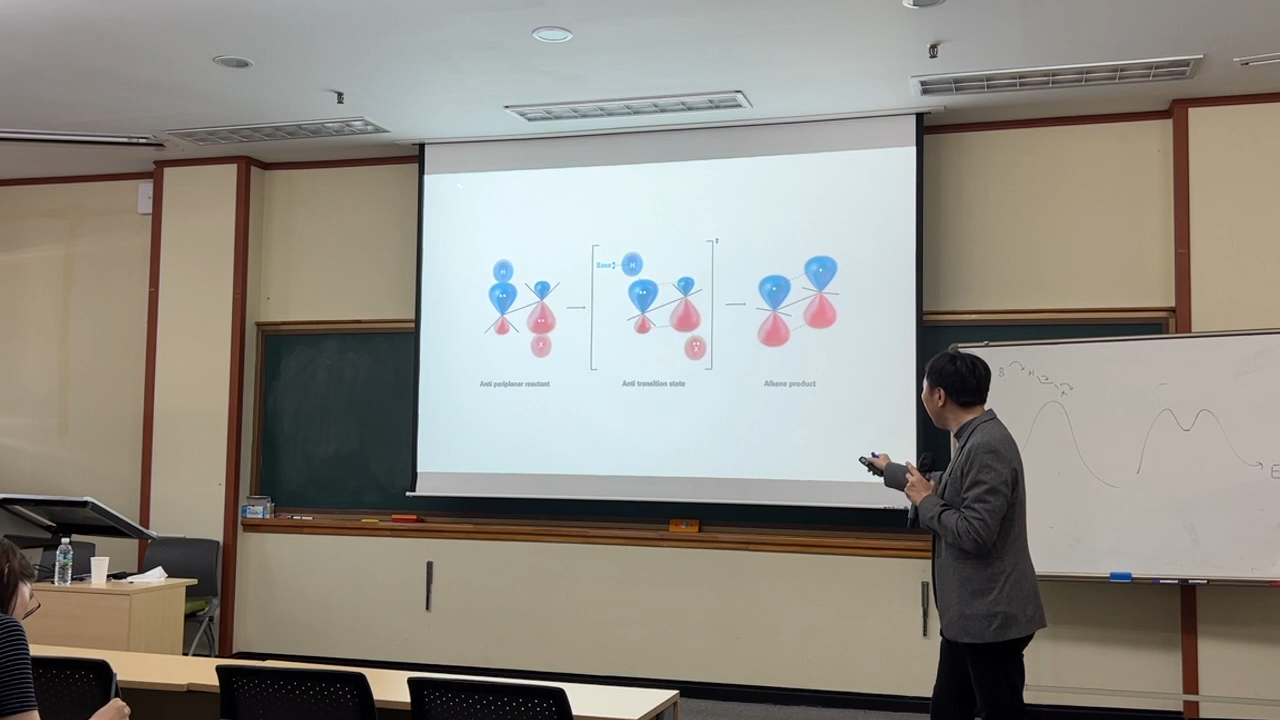 H
Base
H
‡
X
X
Anti periplanar reactant
Anti transition state
Alkene product
B
H
X
E